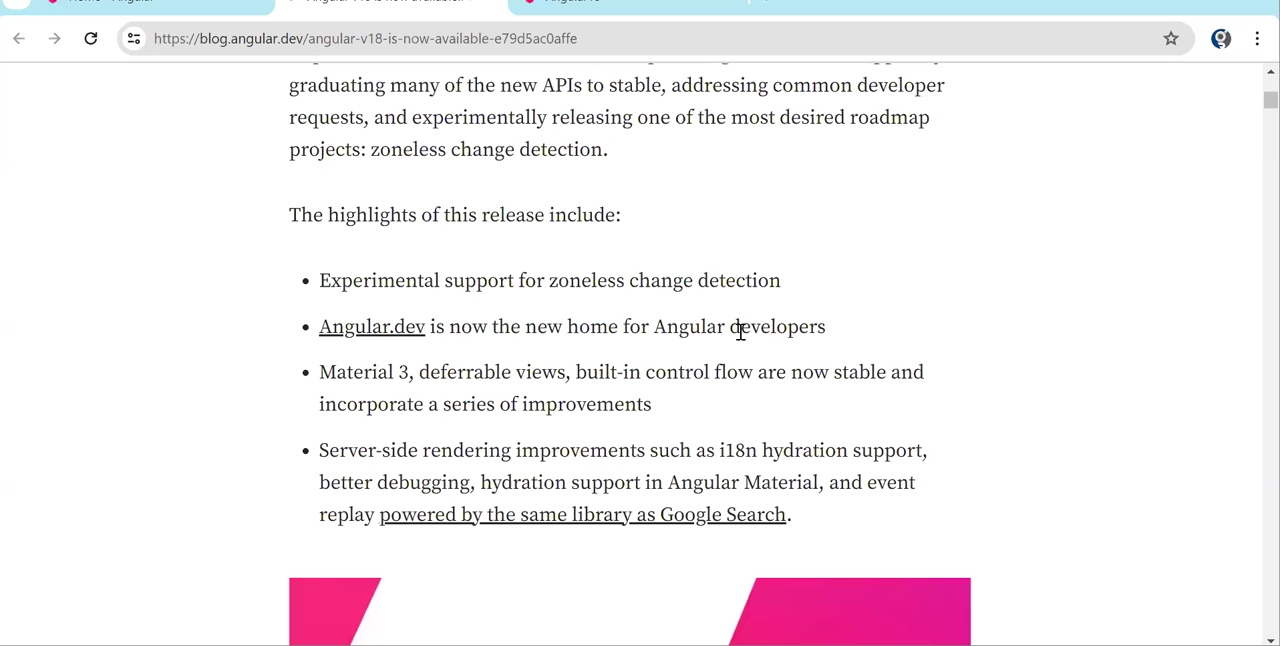 https://blog.angular.dev/angular-v18-is-now-available-e79d5ac0affe
graduating many of the new APIs to stable, addressing common developer
requests, and experimentally releasing one of the most desired roadmap
projects: zoneless change detection.
The highlights of this release include:
• Experimental support for zoneless change detection
• Angular.dev is now the new home for Angular developers
• Material 3, deferrable views, built-in control flow are now stable and
incorporate a series of improvements
• Server-side rendering improvements such as i18n hydration support,
better debugging, hydration support in Angular Material, and event
replay powered by the same library as Google Search.